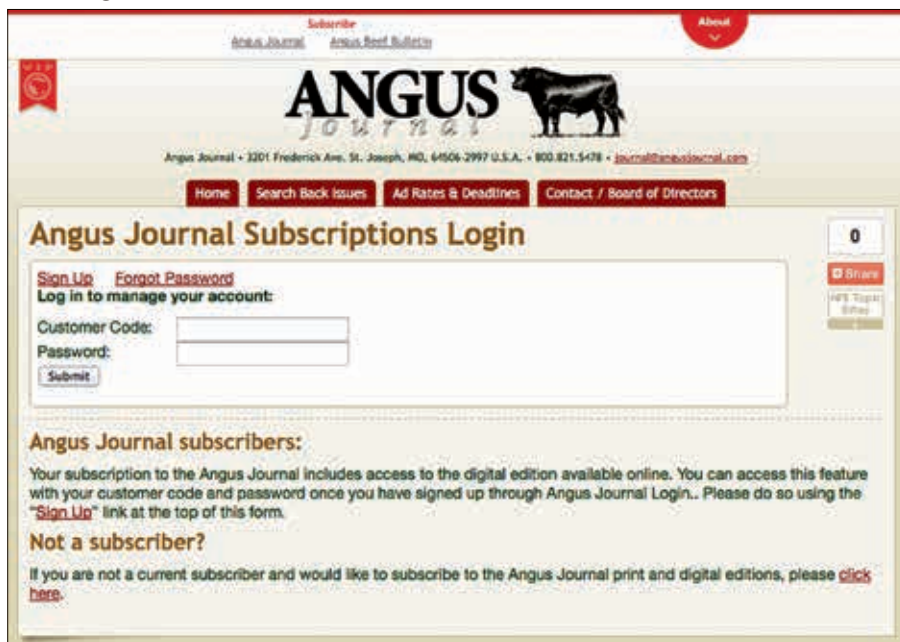 Subscribe
Angus Journal Angus Beef Bulletin
About
VIP
ANGUS
Journal
Angus Journal • 3201 Frederick Ave. St. Joseph, MO, 64506-2997 U.S.A. • 800.821.5478 • journal@angusjournal.com
Home Search Back Issues Ad Rates & Deadlines Contact / Board of Directors
Angus Journal Subscriptions Login
0
Share
Sign Up Forgot Password
Log in to manage your account:
Customer Code:
Password:
Submit
Angus Journal subscribers:
Your subscription to the Angus Journal includes access to the digital edition available online. You can access this feature
with your customer code and password once you have signed up through Angus Journal Login.. Please do so using the
"Sign Up" link at the top of this form.
Not a subscriber?
If you are not a current subscriber and would like to subscribe to the Angus Journal print and digital editions, please click
here.